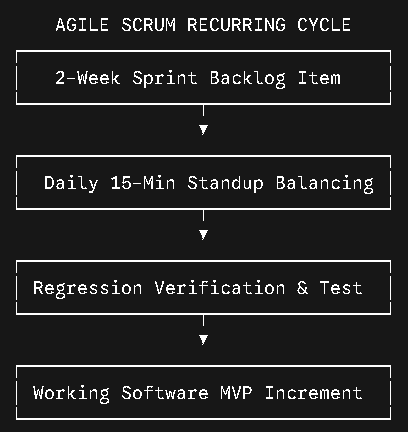 AGILE SCRUM RECURRING CYCLE
2-Week Sprint Backlog Item
Daily 15-Min Standup Balancing
Regression Verification & Test
Working Software MVP Increment